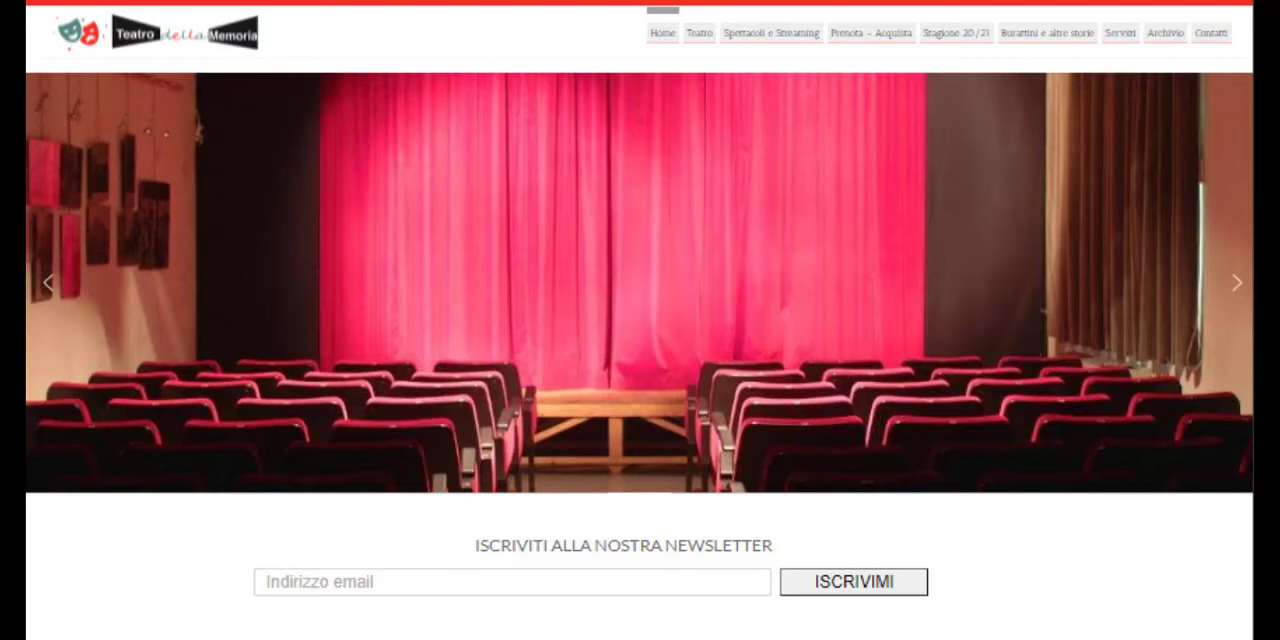 Teatro della Memoria
Home Teatro Spettacoli e Streaming Prenota – Acquista Stagione 20/21 Burattini e altre storie Servizi Archivio Contatti
ISCRIVITI ALLA NOSTRA NEWSLETTER
Indirizzo email ISCRIVIMI